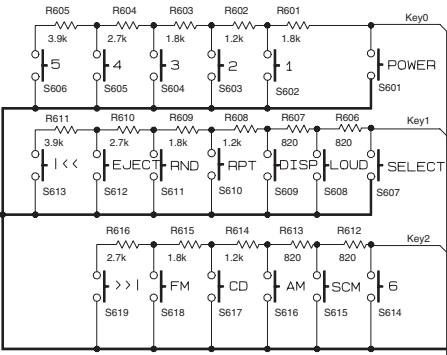 R605 R604 R603 R602 R601 Key0
3.9k 2.7k 1.8k 1.2k 1.8k
5 4 3 2 1 POWER
S606 S605 S604 S603 S602 S601
R611 R610 R609 R608 R607 R606 Key1
3.9k 2.7k 1.8k 1.2k 820 820
|<< EJECT RND RPT DISP LOUD SELECT
S613 S612 S611 S610 S609 S608 S607
R616 R615 R614 R613 R612 Key2
2.7k 1.8k 1.2k 820 820
>>| FM CD AM SCM 6
S619 S618 S617 S616 S615 S614